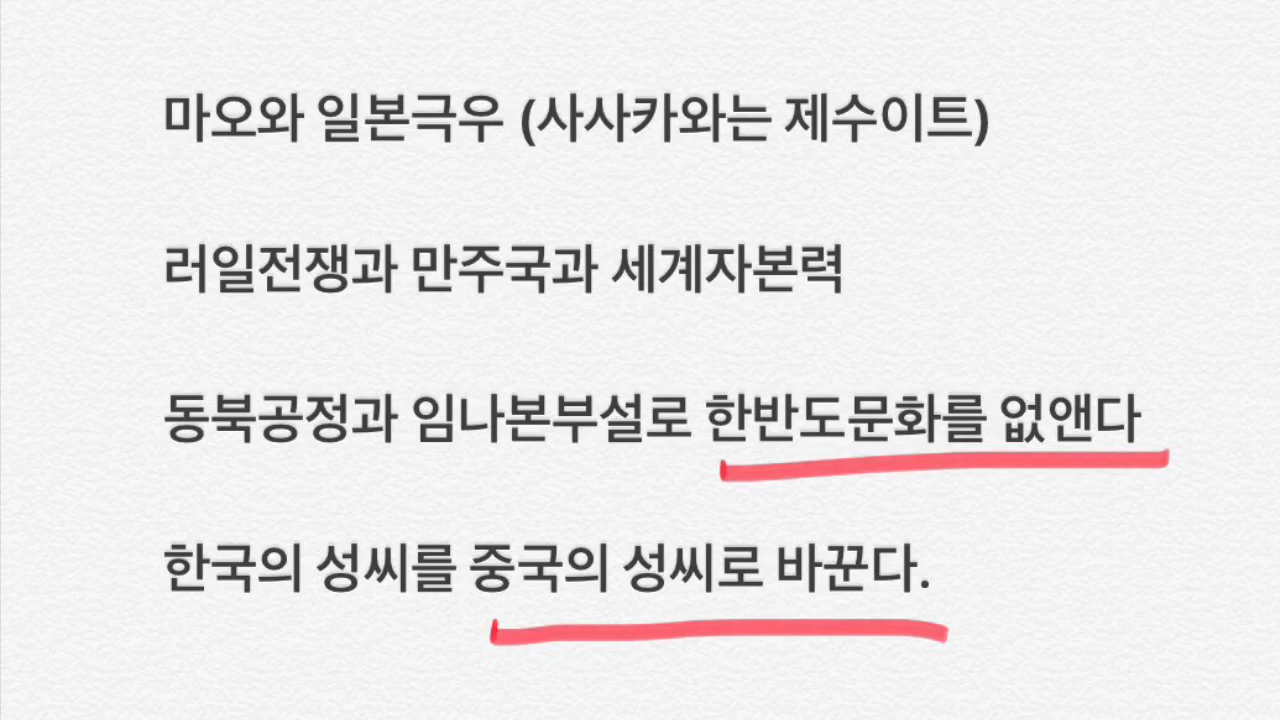 마오와 일본극우 (사사카와는 제수이트)
러일전쟁과 만주국과 세계자본력
동북공정과 임나본부설로 한반도문화를 없앤다
한국의 성씨를 중국의 성씨로 바꾼다.